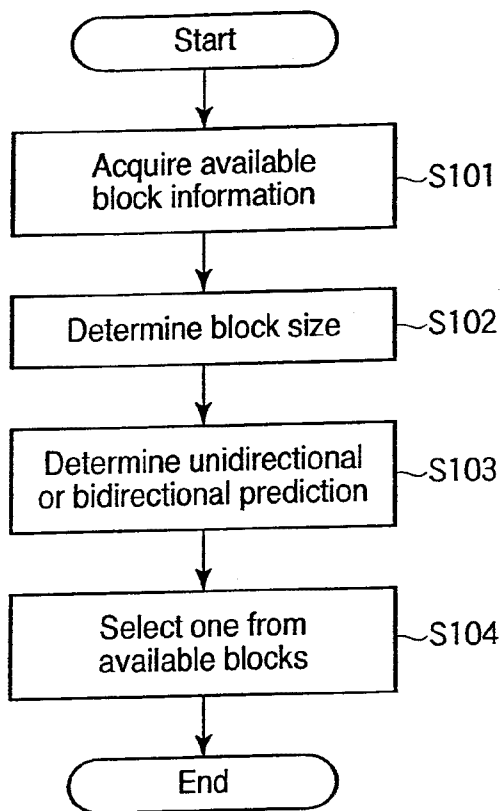 Start
Acquire available
block information
~S101
Determine block size
~S102
Determine unidirectional
or bidirectional prediction
~S103
Select one from
available blocks
~S104
End